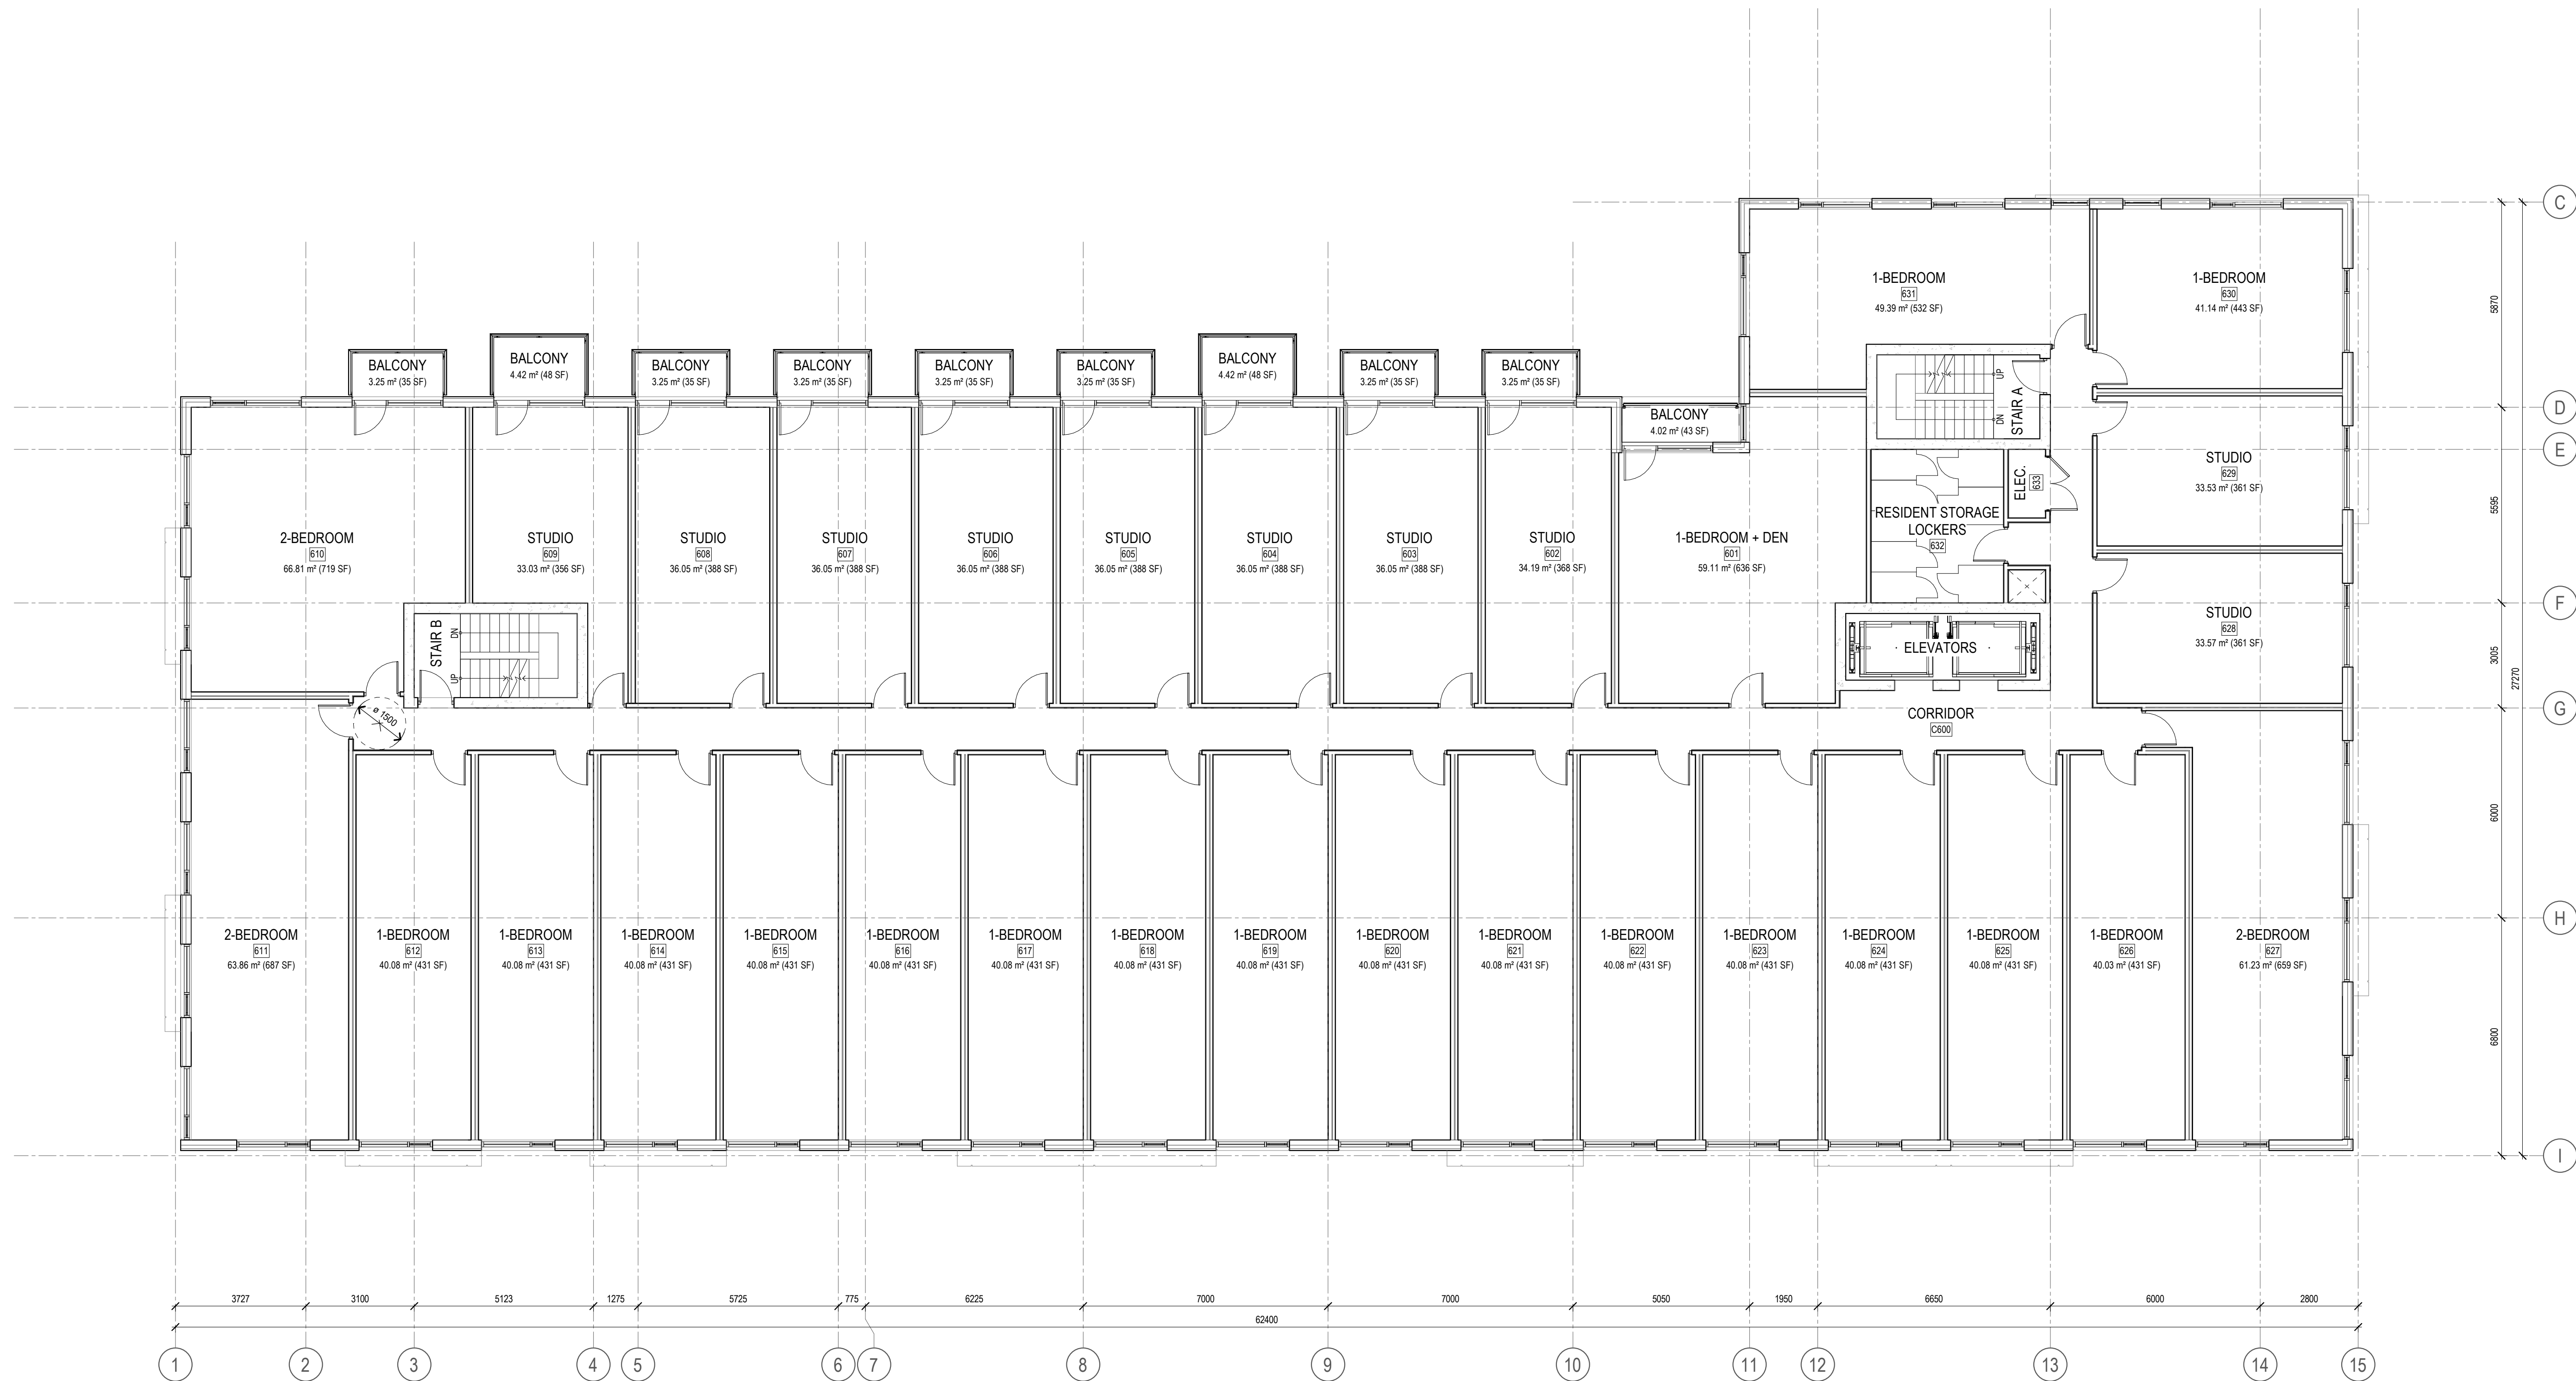 C
1-BEDROOM
631
49.39 m² (532 SF)
1-BEDROOM
630
41.14 m² (443 SF)
5870
BALCONY
3.25 m² (35 SF)
BALCONY
4.42 m² (48 SF)
BALCONY
3.25 m² (35 SF)
BALCONY
3.25 m² (35 SF)
BALCONY
3.25 m² (35 SF)
BALCONY
3.25 m² (35 SF)
BALCONY
4.42 m² (48 SF)
BALCONY
3.25 m² (35 SF)
BALCONY
3.25 m² (35 SF)
BALCONY
4.02 m² (43 SF)
UP
DN
STAIR A
D
E
STUDIO
629
33.53 m² (361 SF)
ELEC.
633
RESIDENT STORAGE
LOCKERS
632
5595
2-BEDROOM
610
66.81 m² (719 SF)
STUDIO
609
33.03 m² (356 SF)
STUDIO
608
36.05 m² (388 SF)
STUDIO
607
36.05 m² (388 SF)
STUDIO
606
36.05 m² (388 SF)
STUDIO
605
36.05 m² (388 SF)
STUDIO
604
36.05 m² (388 SF)
STUDIO
603
36.05 m² (388 SF)
STUDIO
602
34.19 m² (368 SF)
1-BEDROOM + DEN
601
59.11 m² (636 SF)
F
STUDIO
628
33.57 m² (361 SF)
STAIR B
DN
UP
ELEVATORS
3005
27270
ø 1500
CORRIDOR
C600
G
6000
H
2-BEDROOM
611
63.86 m² (687 SF)
1-BEDROOM
612
40.08 m² (431 SF)
1-BEDROOM
613
40.08 m² (431 SF)
1-BEDROOM
614
40.08 m² (431 SF)
1-BEDROOM
615
40.08 m² (431 SF)
1-BEDROOM
616
40.08 m² (431 SF)
1-BEDROOM
617
40.08 m² (431 SF)
1-BEDROOM
618
40.08 m² (431 SF)
1-BEDROOM
619
40.08 m² (431 SF)
1-BEDROOM
620
40.08 m² (431 SF)
1-BEDROOM
621
40.08 m² (431 SF)
1-BEDROOM
622
40.08 m² (431 SF)
1-BEDROOM
623
40.08 m² (431 SF)
1-BEDROOM
624
40.08 m² (431 SF)
1-BEDROOM
625
40.08 m² (431 SF)
1-BEDROOM
626
40.03 m² (431 SF)
2-BEDROOM
627
61.23 m² (659 SF)
6800
I
3727
3100
5123
1275
5725
775
6225
7000
7000
5050
1950
6650
6000
2800
62400
1
2
3
4
5
6
7
8
9
10
11
12
13
14
15